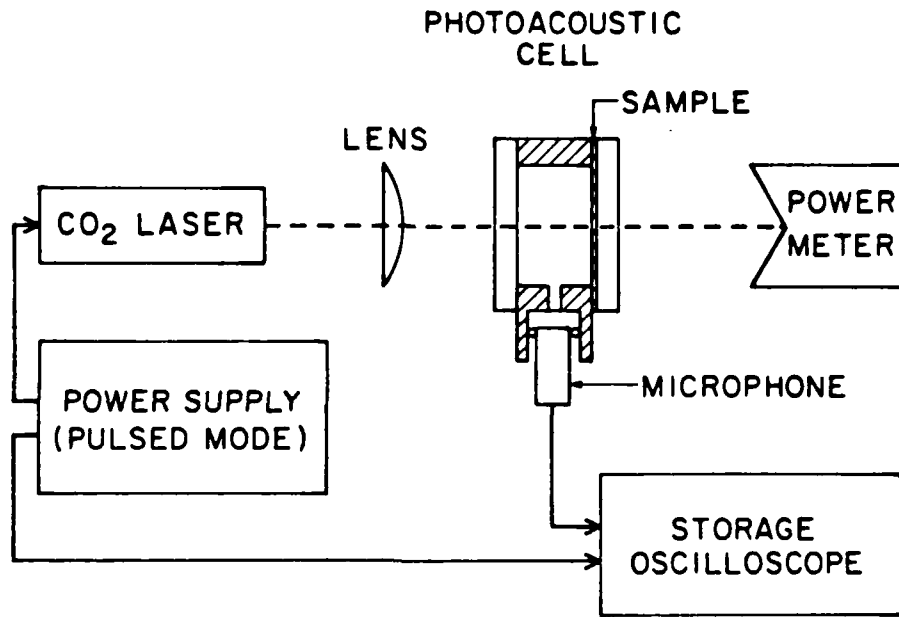 PHOTOACOUSTIC
CELL
SAMPLE
LENS
CO₂ LASER
POWER
METER
POWER SUPPLY
(PULSED MODE)
MICROPHONE
STORAGE
OSCILLOSCOPE